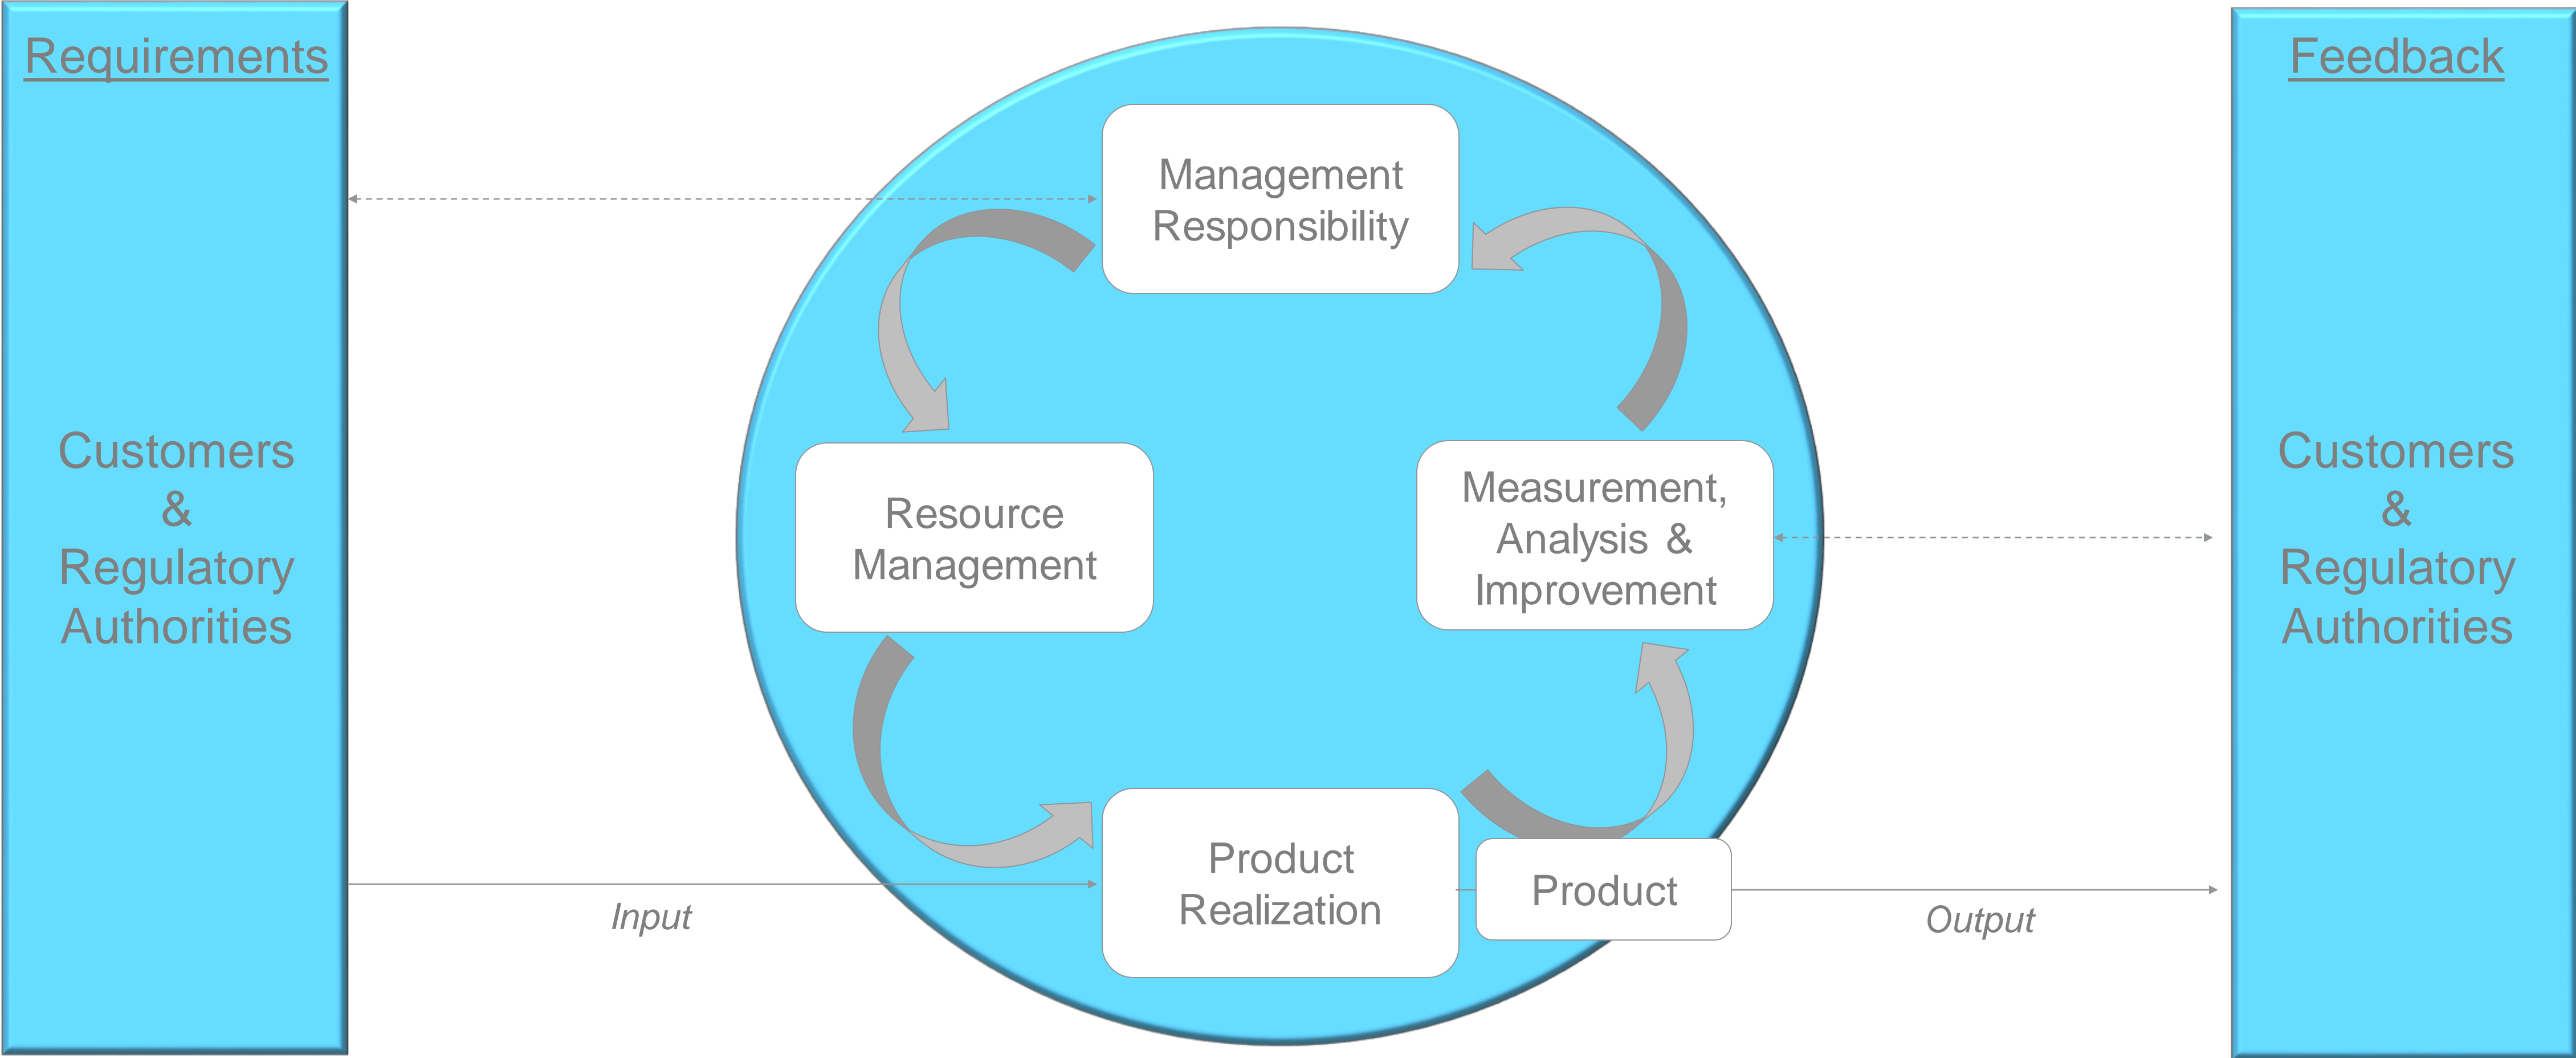 Requirements
Customers
&
Regulatory
Authorities
Management
Responsibility
Resource
Management
Measurement,
Analysis &
Improvement
Product
Realization
Product
Input
Output
Feedback
Customers
&
Regulatory
Authorities